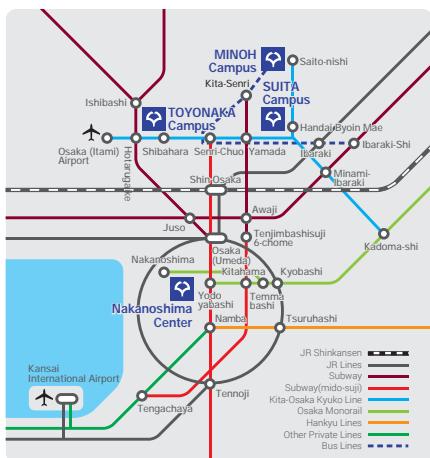 MINOH
Campus
Saito-nishi
Kita-Senri
SUITA
Campus
Ishibashi
TOYONAKA
Campus
Handai Byoin Mae
Osaka (Itami)
Airport
Hotarugaike
Shibahara
Senri-Chuo
Yamada
Ibaraki
Ibaraki-Shi
Minami-
Ibaraki
Shin Osaka
Awaji
Juso
Tenjimbashisuji
6-chome
Kadoma-shi
Osaka
(Umeda)
Nakanoshima
Kitahama
Kyobashi
Nakanoshima
Center
Yodo
yabashi
Temma
bashi
Namba
Tsuruhashi
Kansai
International Airport
Tengachaya
Tennoji
JR Shinkansen
JR Lines
Subway
Subway(mido-suji)
Kita-Osaka Kyuko Line
Osaka Monorail
Hankyu Lines
Other Private Lines
Bus Lines